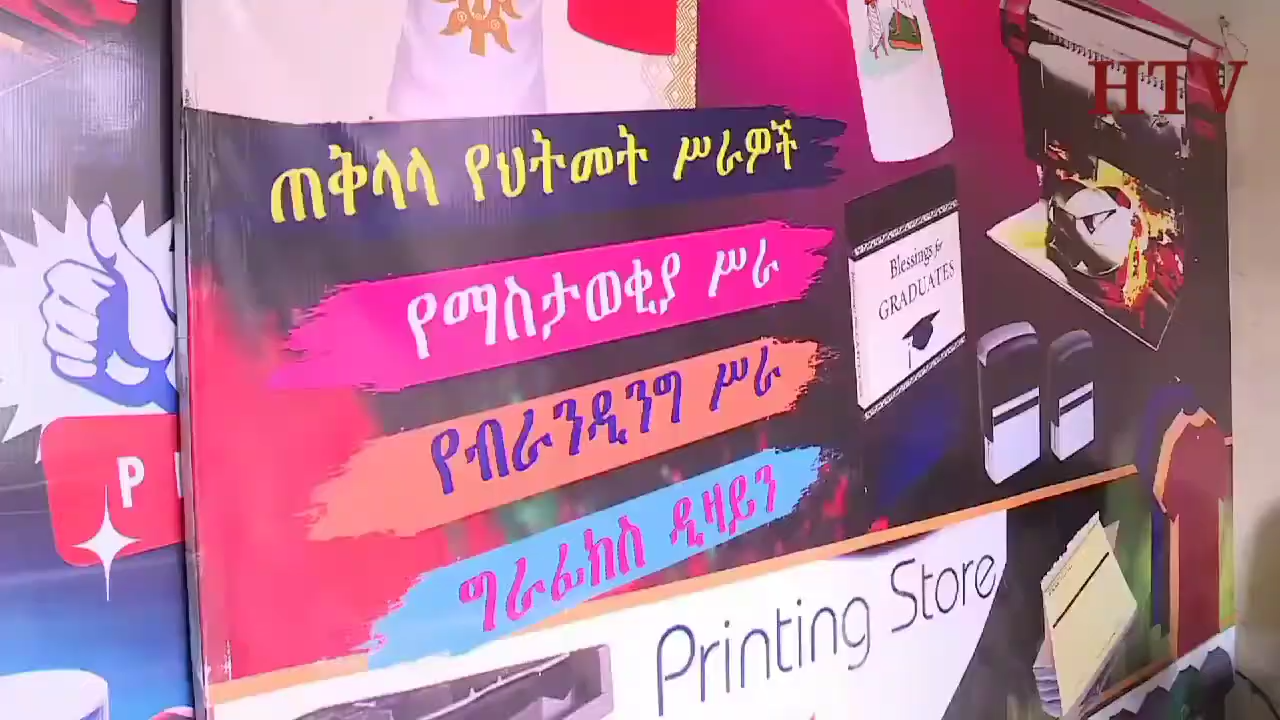 HTV
ጠቅላላ የህትመት ሥራዎች
የማስታወቂያ ሥራ
የብራንዲንግ ሥራ
ግራፊክስ ዲዛይን
Blessings for
GRADUATES
Printing Store
P